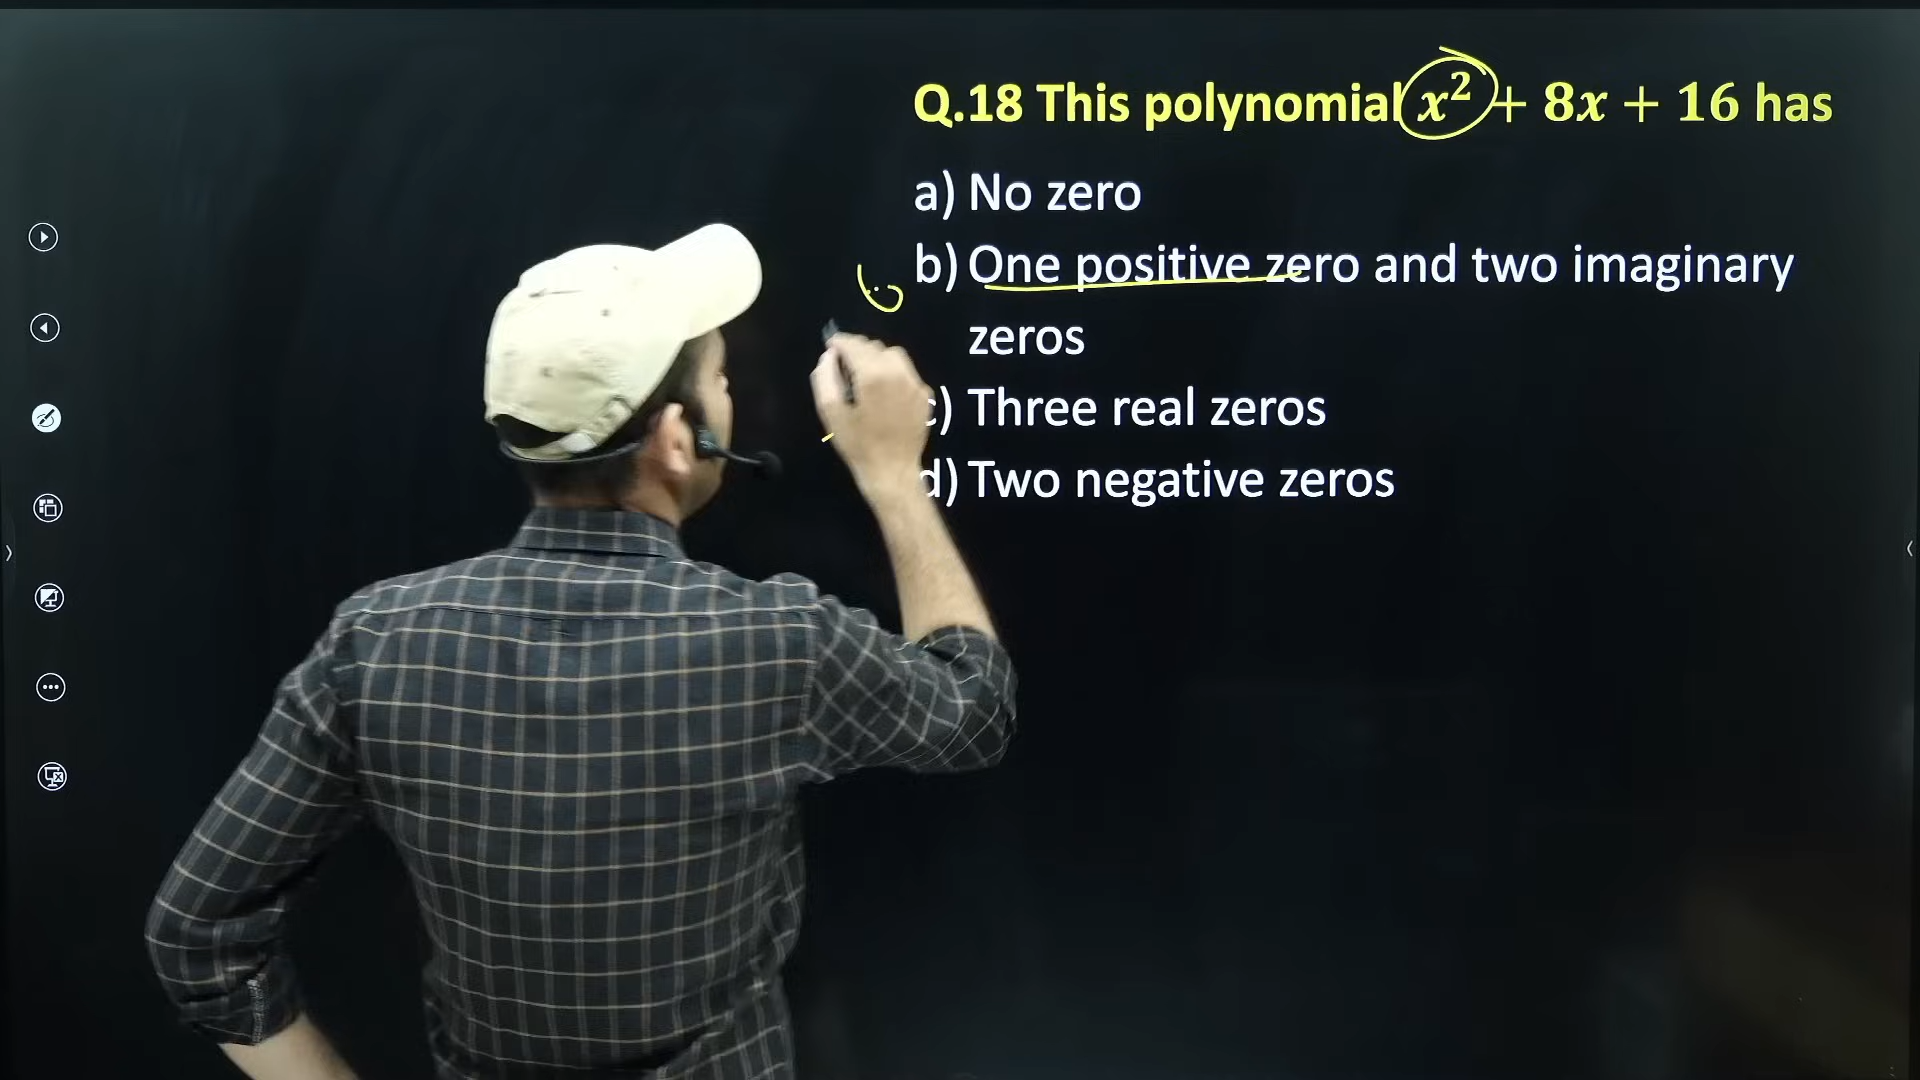 Q.18 This polynomial x² + 8x + 16 has
a) No zero
b) One positive zero and two imaginary
zeros
c) Three real zeros
d) Two negative zeros